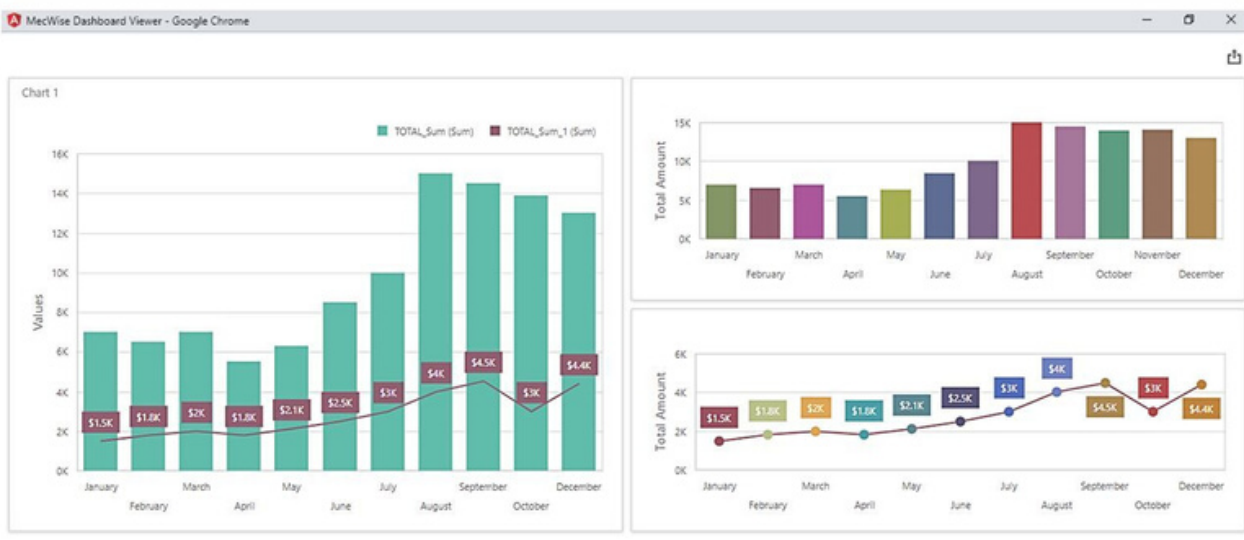 MecWise Dashboard Viewer - Google Chrome
Chart 1
TOTAL_Sum (Sum) TOTAL_Sum_1 (Sum)
Values
16K
14K
12K
10K
8K
6K
4K
2K
0K
$1.5K $1.8K $2K $1.8K $2.1K $2.5K $3K $4K $4.5K $3K $4.4K
January March May July September December
February April June August October
Total Amount
15K
10K
5K
0K
January March May July September November
February April June August October December
Total Amount
6K
4K
2K
0K
$1.5K $1.8K $2K $1.8K $2.1K $2.5K $3K $4K $4.5K $3K $4.4K
January March May July September December
February April June August October